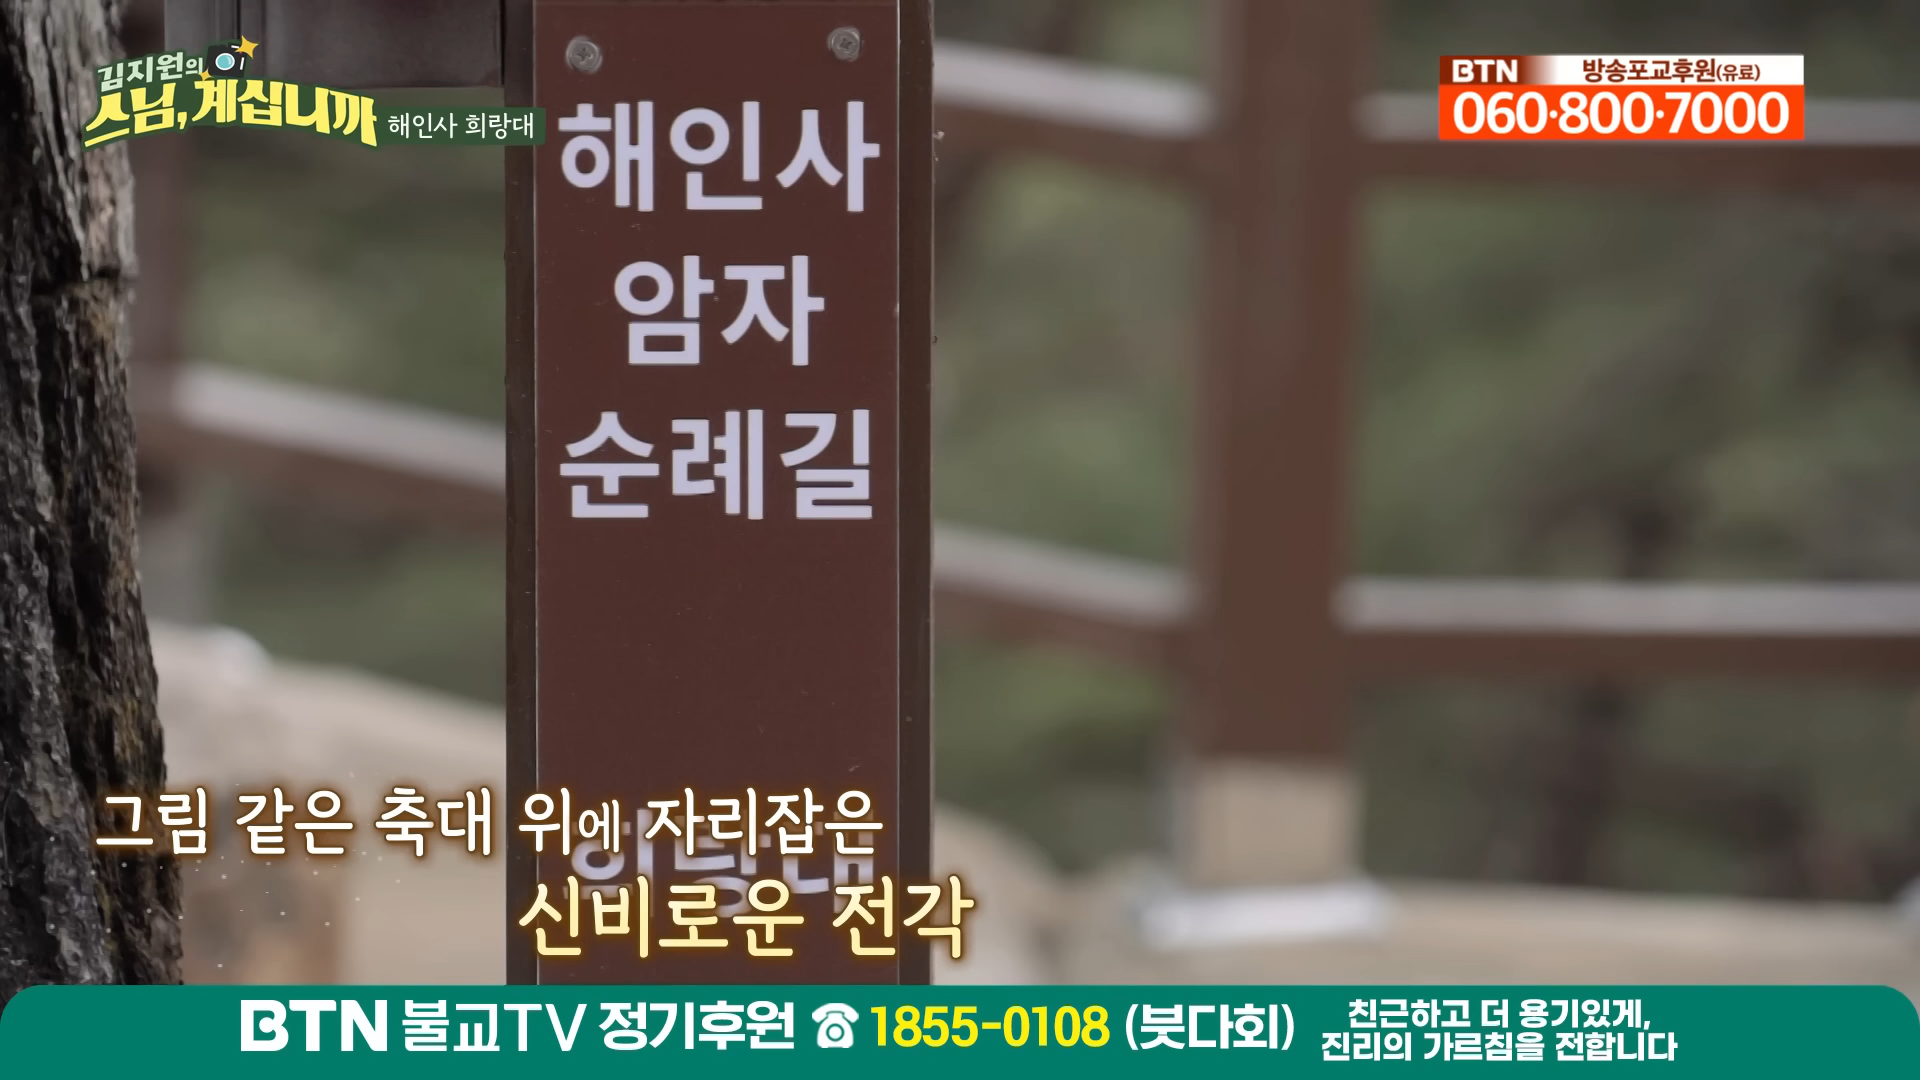 김지원의
스님, 계십니까
해인사 희랑대
BTN 방송포교후원(유료)
060·800·7000
해인사
암자
순례길
희랑대
그림 같은 축대 위에 자리잡은
신비로운 전각
BTN 불교TV 정기후원 ☎ 1855-0108 (붓다회)
친근하고 더 용기있게,
진리의 가르침을 전합니다